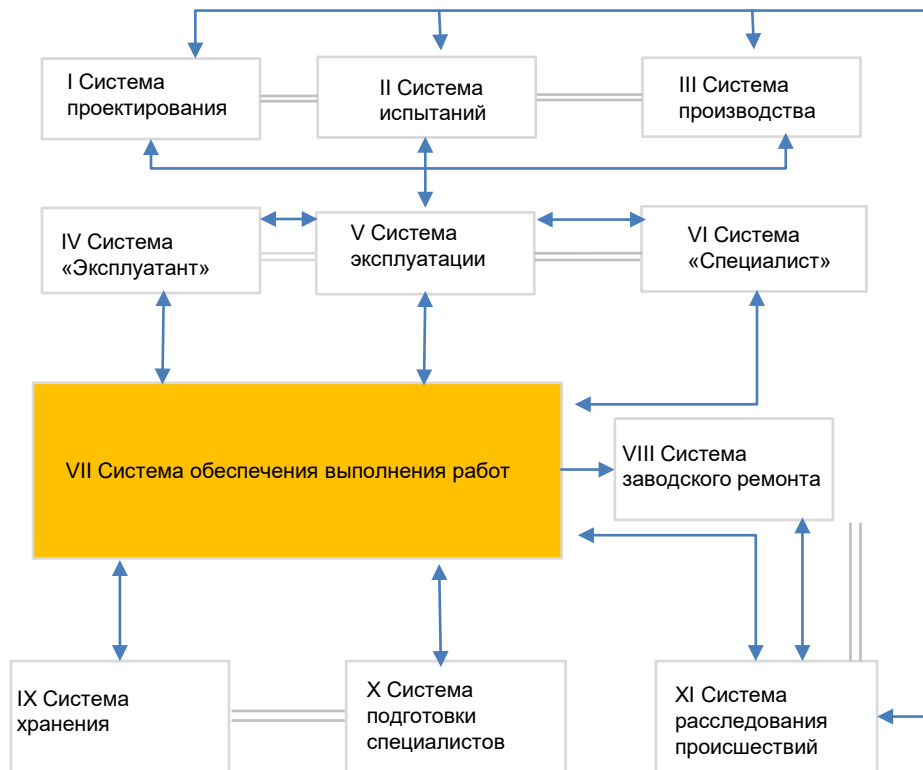 I Система
проектирования
II Система
испытаний
III Система
производства
IV Система
«Эксплуатант»
V Система
эксплуатации
VI Система
«Специалист»
VII Система обеспечения выполнения работ
VIII Система
заводского ремонта
IX Система
хранения
X Система
подготовки
специалистов
XI Система
расследования
происшествий